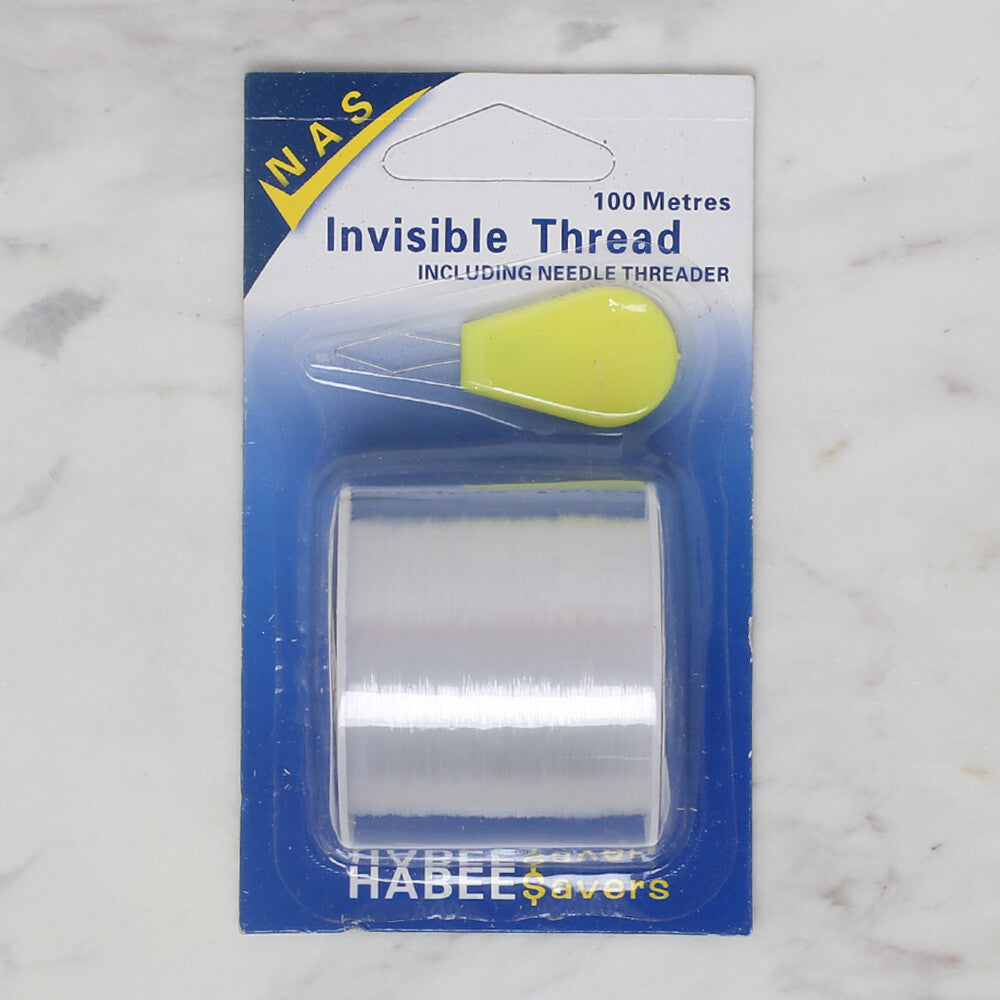 NAS
100 Metres
Invisible Thread
INCLUDING NEEDLE THREADER
HABEE $avers